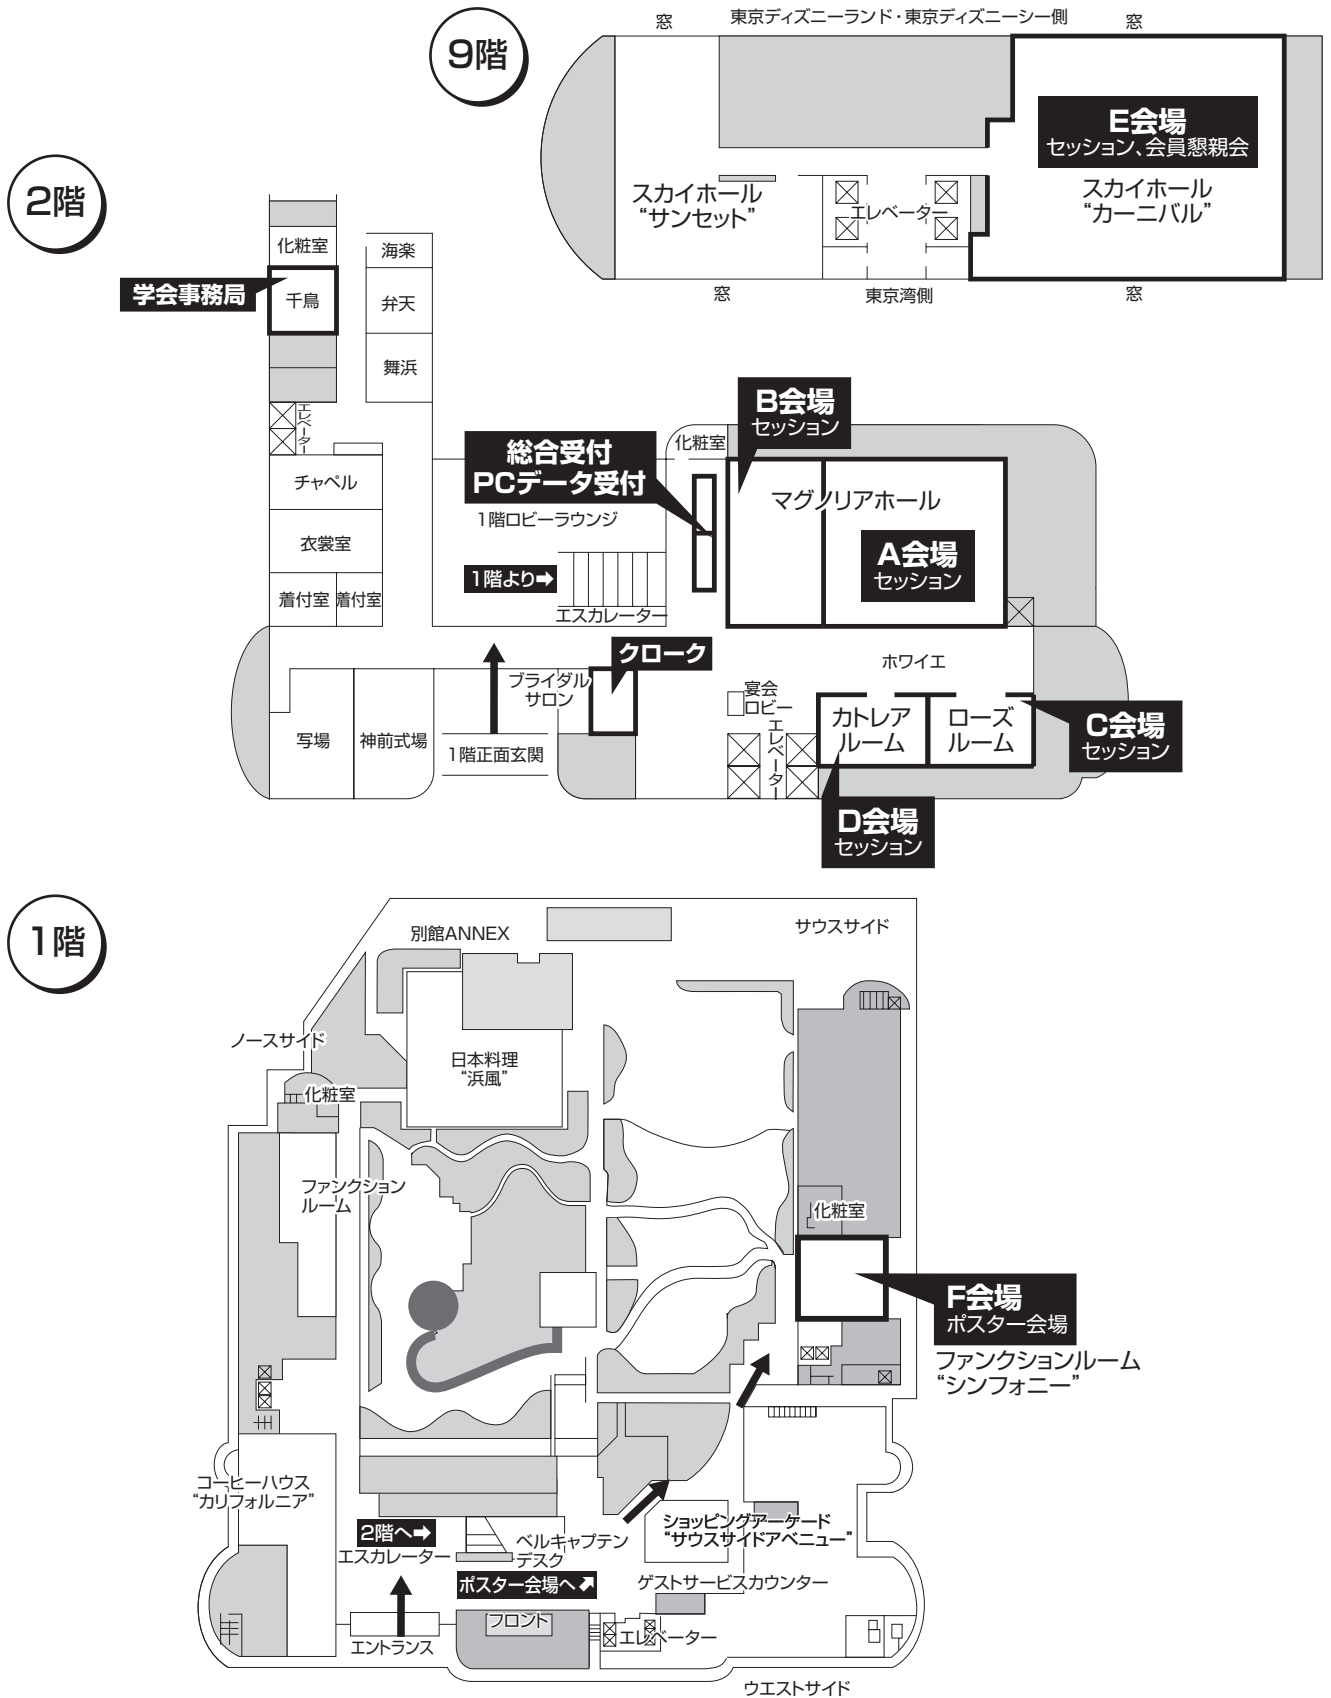 9階
窓
東京ディズニーランド・東京ディズニーシー側
窓
E会場
セッション、会員懇親会
スカイホール
“カーニバル”
スカイホール
“サンセット”
エレベーター
窓
東京湾側
窓
2階
化粧室
学会事務局
千鳥
海楽
弁天
舞浜
エレベーター
チャペル
衣裳室
着付室
着付室
総合受付
PCデータ受付
1階ロビーラウンジ
1階より➡
エスカレーター
化粧室
B会場
セッション
マグノリアホール
A会場
セッション
クローク
ブライダル
サロン
写場
神前式場
1階正面玄関
ホワイエ
宴会
ロビー
エレベーター
カトレア
ルーム
ローズ
ルーム
C会場
セッション
D会場
セッション
1階
別館ANNEX
サウスサイド
ノースサイド
日本料理
“浜風”
化粧室
ファンクション
ルーム
化粧室
F会場
ポスター会場
ファンクションルーム
“シンフォニー”
コーヒーハウス
“カリフォルニア”
2階へ➡
エスカレーター
ベルキャプテン
デスク
ショッピングアーケード
“サウスサイドアベニュー”
ポスター会場へ⬈
ゲストサービスカウンター
フロント
エレベーター
エントランス
ウエストサイド